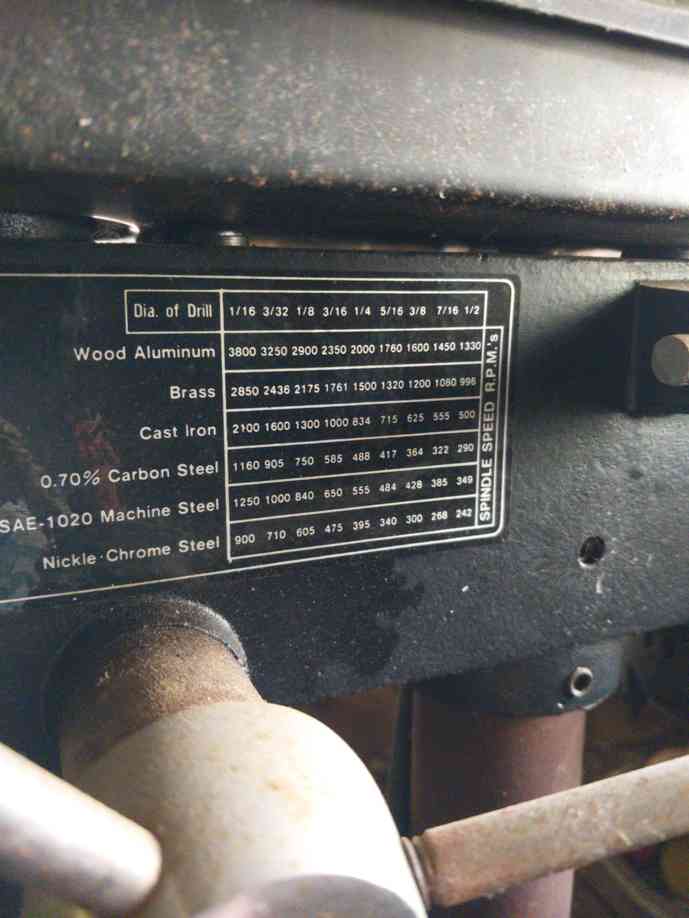 Dia. of Drill 1/16 3/32 1/8 3/16 1/4 5/16 3/8 7/16 1/2
Wood Aluminum 3800 3250 2900 2350 2000 1760 1600 1450 1330
Brass 2850 2436 2175 1761 1500 1320 1200 1080 996
Cast Iron 2100 1600 1300 1000 834 715 625 555 500
0.70% Carbon Steel 1160 905 750 585 488 417 364 322 290
SAE-1020 Machine Steel 1250 1000 840 650 555 484 428 385 349
Nickle·Chrome Steel 900 710 605 475 395 340 300 268 242
SPINDLE SPEED R.P.M.'s